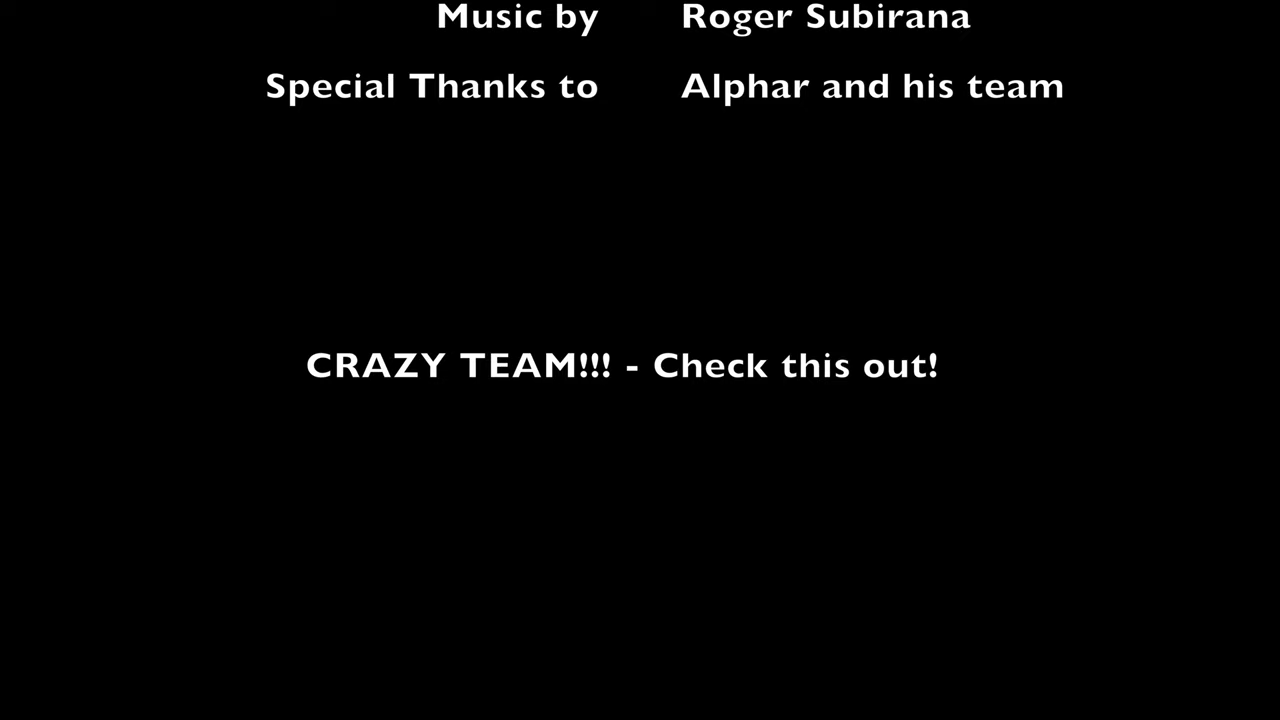 Music by Roger Subirana
Special Thanks to Alphar and his team
CRAZY TEAM!!! - Check this out!